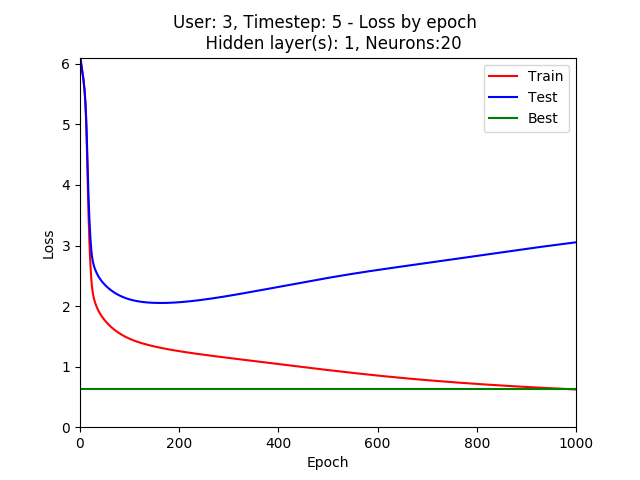 User: 3, Timestep: 5 - Loss by epoch
Hidden layer(s): 1, Neurons:20
Train
Test
Best
Loss
6
5
4
3
2
1
0
0 200 400 600 800 1000
Epoch